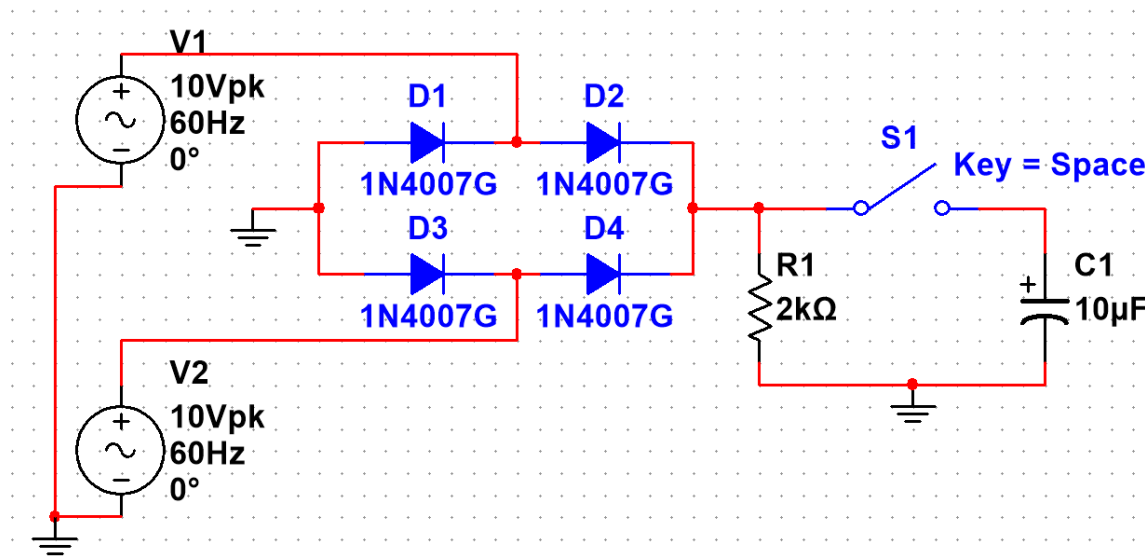 V1
10Vpk
60Hz
0°
D1
D2
1N4007G
1N4007G
S1
Key = Space
D3
D4
1N4007G
1N4007G
R1
2kΩ
C1
10µF
V2
10Vpk
60Hz
0°